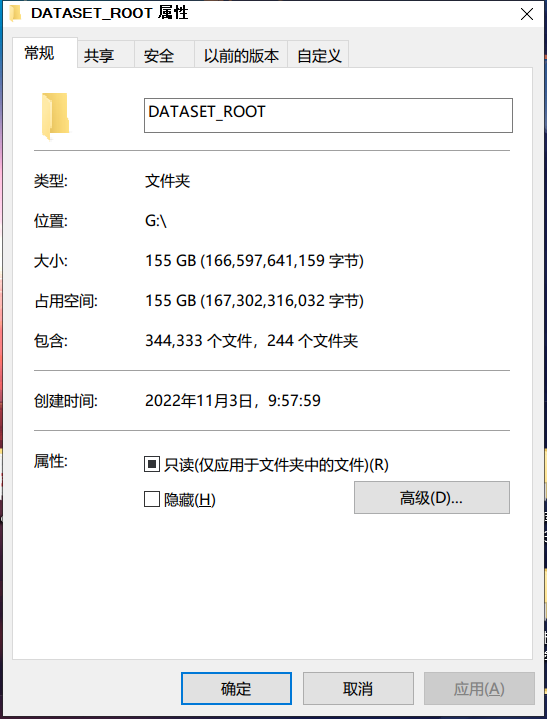 DATASET_ROOT 属性
常规 共享 安全 以前的版本 自定义
DATASET_ROOT
类型: 文件夹
位置: G:\
大小: 155 GB (166,597,641,159 字节)
占用空间: 155 GB (167,302,316,032 字节)
包含: 344,333 个文件，244 个文件夹
创建时间: 2022年11月3日，9:57:59
属性: 只读(仅应用于文件夹中的文件)(R)
隐藏(H) 高级(D)...
确定 取消 应用(A)